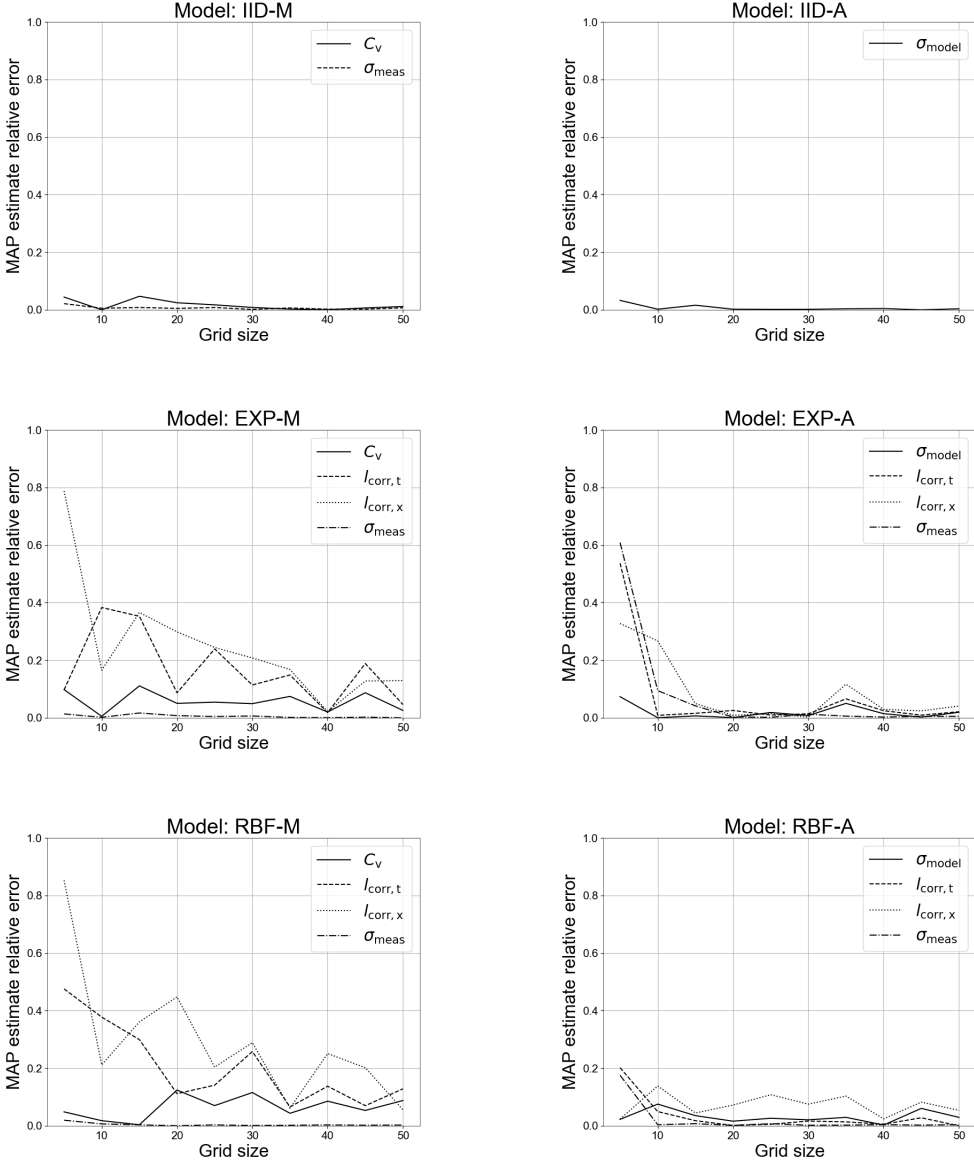 Model: IID-M
MAP estimate relative error
1.0
0.8
0.6
0.4
0.2
0.0
10 20 30 40 50
Grid size
C_v
σ_meas
Model: IID-A
MAP estimate relative error
1.0
0.8
0.6
0.4
0.2
0.0
10 20 30 40 50
Grid size
σ_model
Model: EXP-M
MAP estimate relative error
1.0
0.8
0.6
0.4
0.2
0.0
10 20 30 40 50
Grid size
C_v
l_corr, t
l_corr, x
σ_meas
Model: EXP-A
MAP estimate relative error
1.0
0.8
0.6
0.4
0.2
0.0
10 20 30 40 50
Grid size
σ_model
l_corr, t
l_corr, x
σ_meas
Model: RBF-M
MAP estimate relative error
1.0
0.8
0.6
0.4
0.2
0.0
10 20 30 40 50
Grid size
C_v
l_corr, t
l_corr, x
σ_meas
Model: RBF-A
MAP estimate relative error
1.0
0.8
0.6
0.4
0.2
0.0
10 20 30 40 50
Grid size
σ_model
l_corr, t
l_corr, x
σ_meas